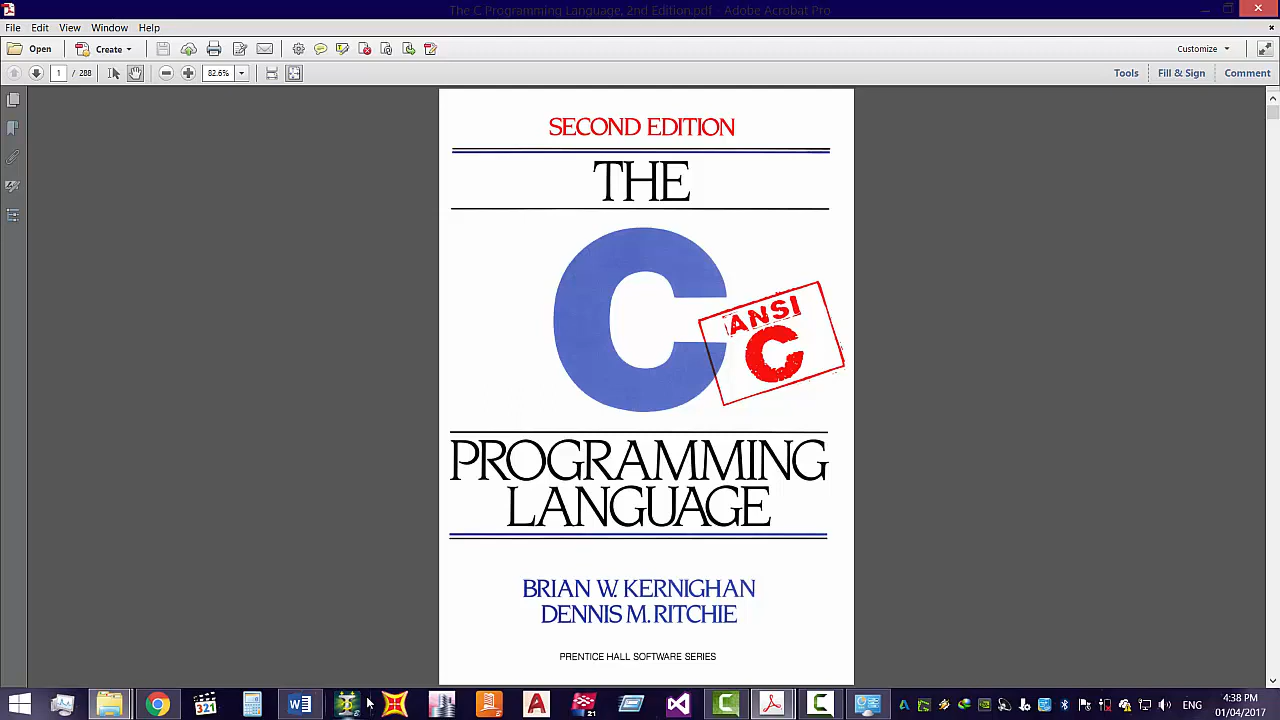 The C Programming Language, 2nd Edition.pdf - Adobe Acrobat Pro
File Edit View Window Help
Open Create Customize
1 / 288 82.6% Tools Fill & Sign Comment
SECOND EDITION
THE
C
ANSI
C
PROGRAMMING
LANGUAGE
BRIAN W. KERNIGHAN
DENNIS M. RITCHIE
PRENTICE HALL SOFTWARE SERIES
321
21
ENG
4:38 PM
01/04/2017